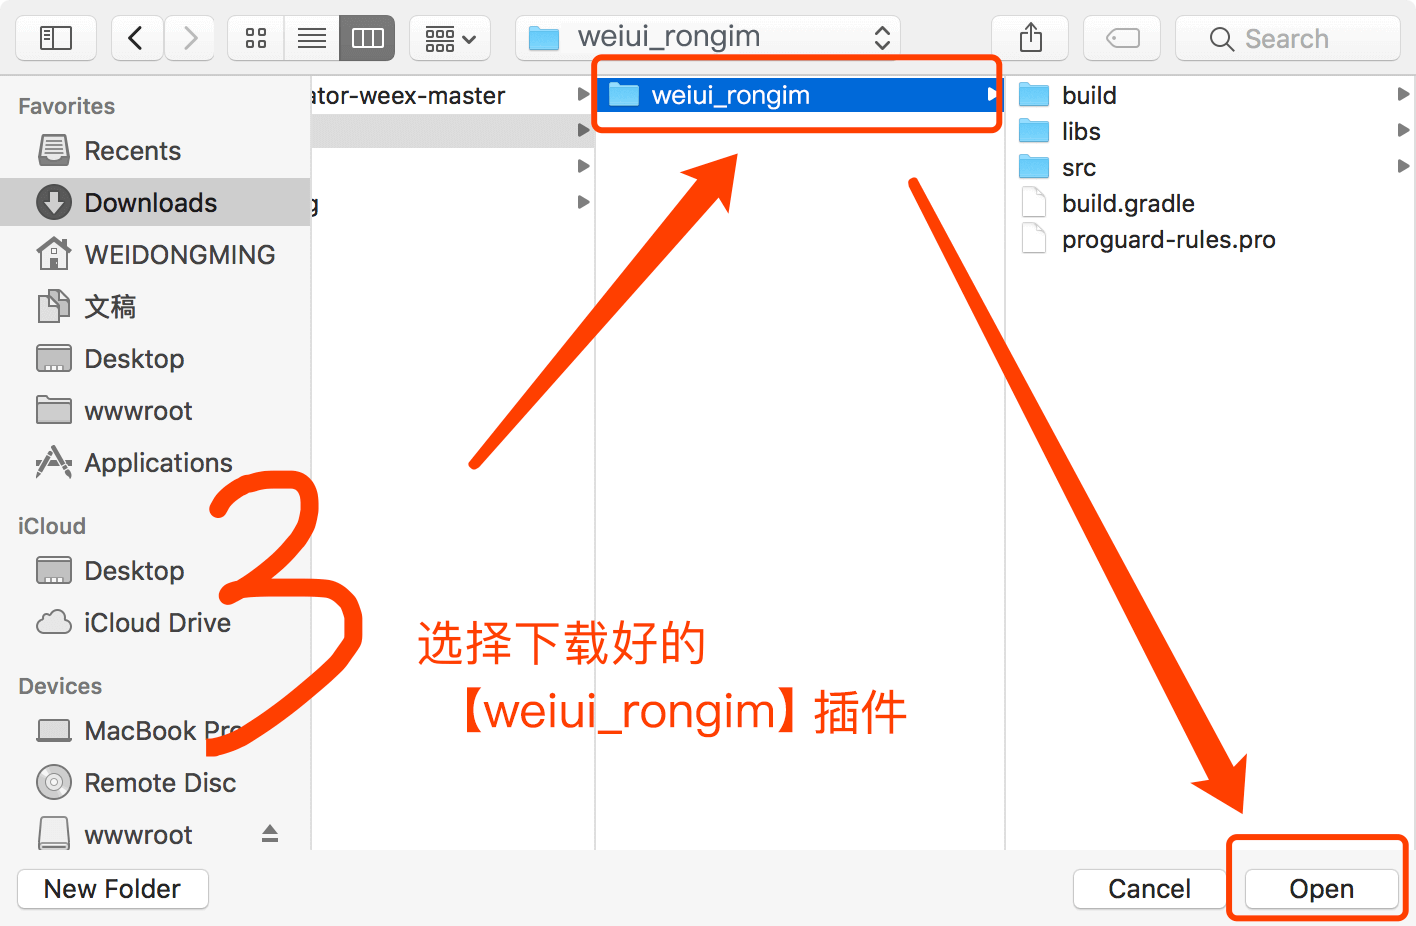 weiui_rongim
Search
Favorites
Recents
Downloads
WEIDONGMING
文稿
Desktop
wwwroot
Applications
iCloud
Desktop
iCloud Drive
Devices
MacBook Pro
Remote Disc
wwwroot
ator-weex-master
g
weiui_rongim
build
libs
src
build.gradle
proguard-rules.pro
3
选择下载好的
【weiui_rongim】插件
New Folder
Cancel
Open